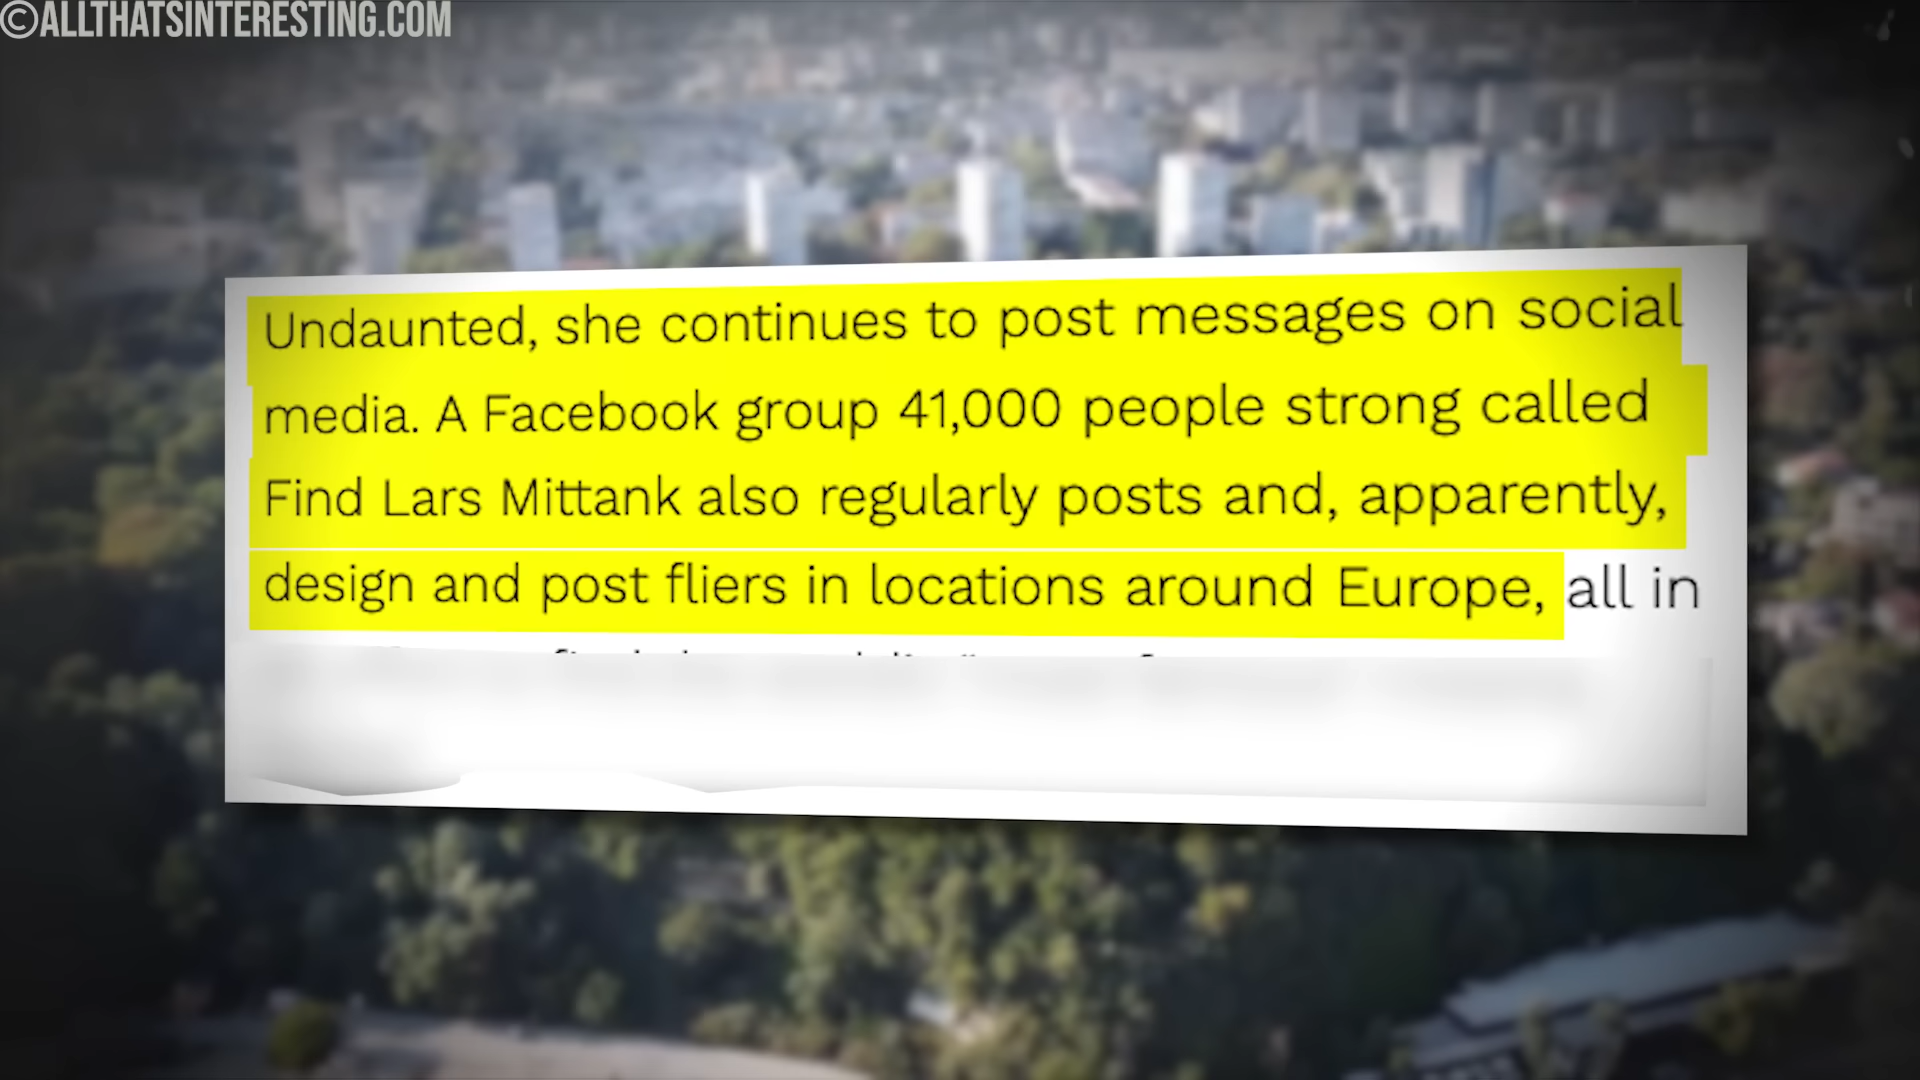 ©ALLTHATSINTERESTING.COM
Undaunted, she continues to post messages on social
media. A Facebook group 41,000 people strong called
Find Lars Mittank also regularly posts and, apparently,
design and post fliers in locations around Europe, all in